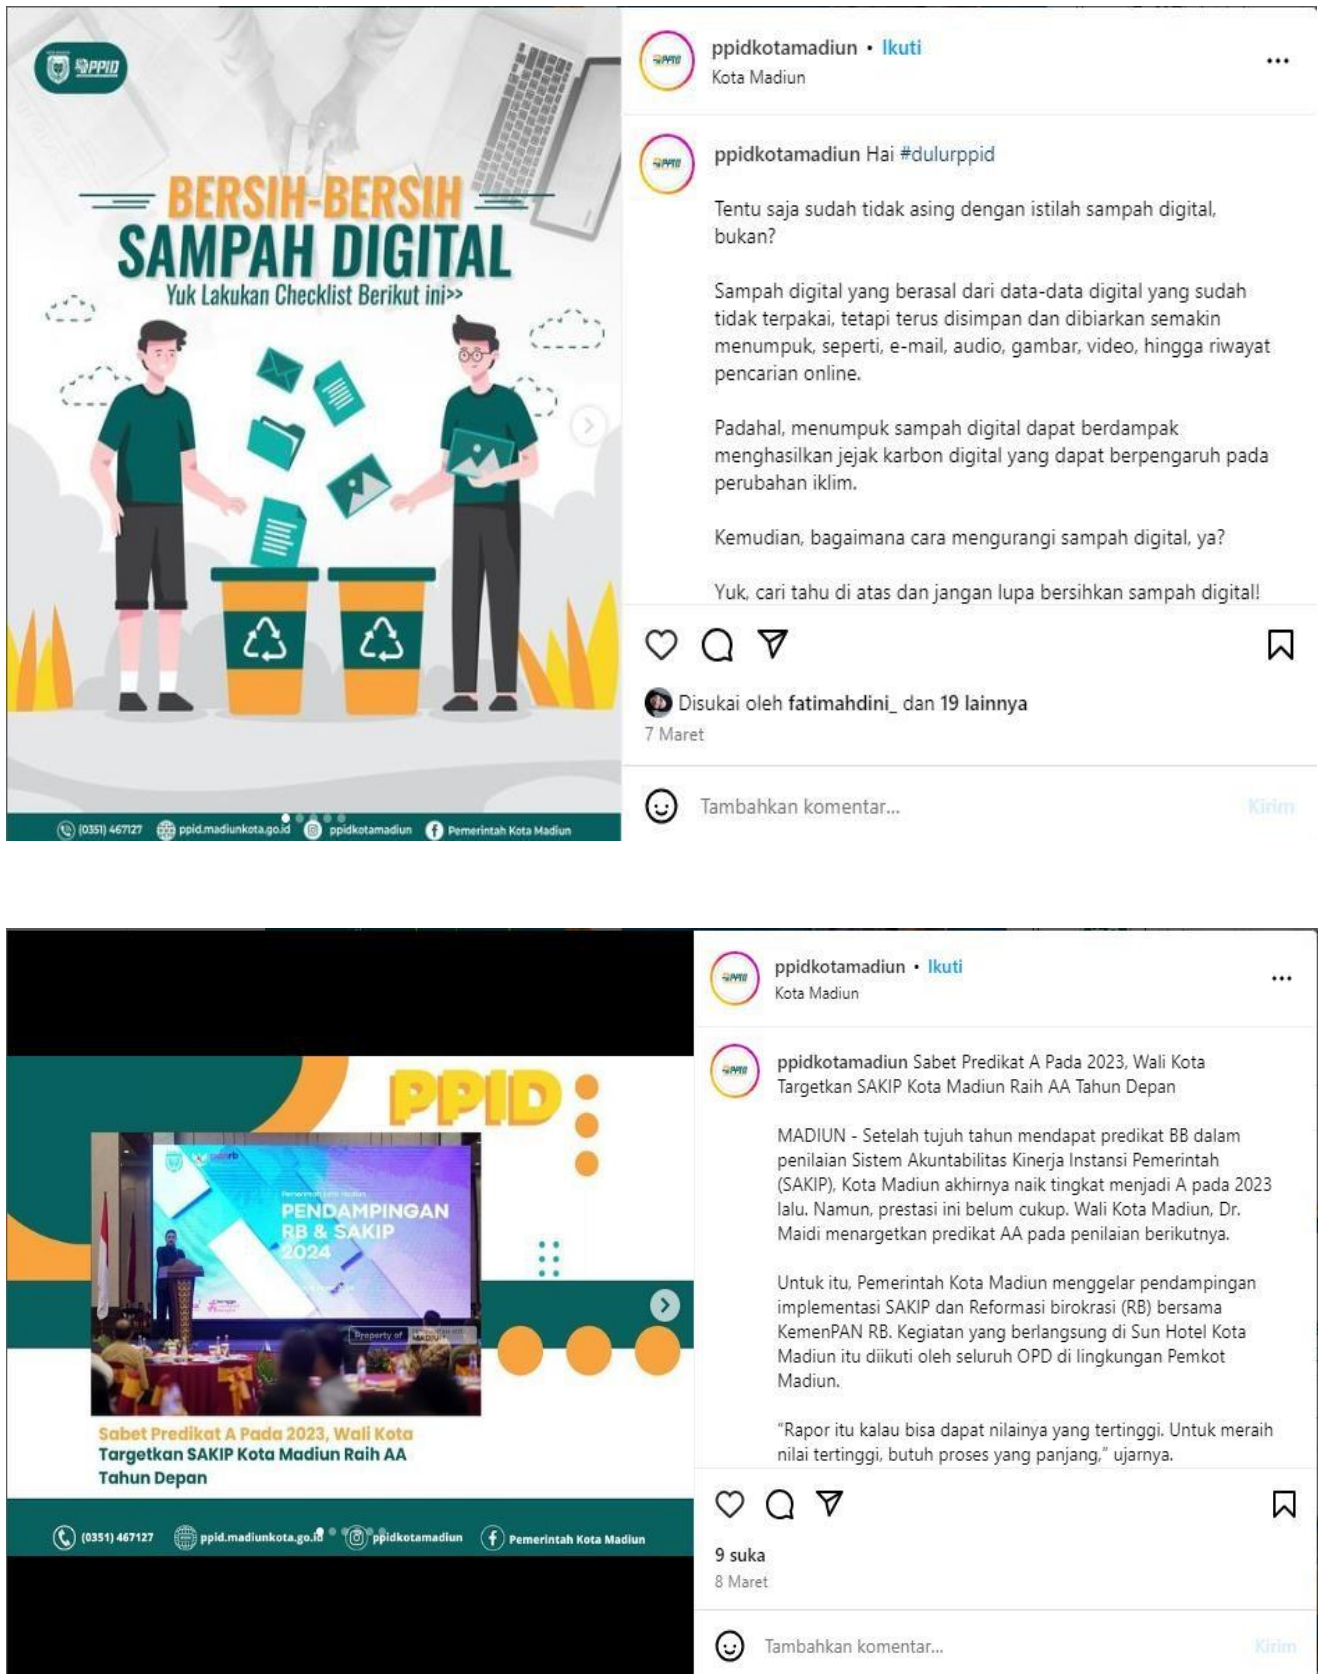 PPID
BERSIH-BERSIH
SAMPAH DIGITAL
Yuk Lakukan Checklist Berikut ini>>
(0351) 467127 ppid.madiunkota.go.id ppidkotamadiun Pemerintah Kota Madiun
ppidkotamadiun • Ikuti
Kota Madiun
ppidkotamadiun Hai #dulurppid
Tentu saja sudah tidak asing dengan istilah sampah digital,
bukan?
Sampah digital yang berasal dari data-data digital yang sudah
tidak terpakai, tetapi terus disimpan dan dibiarkan semakin
menumpuk, seperti, e-mail, audio, gambar, video, hingga riwayat
pencarian online.
Padahal, menumpuk sampah digital dapat berdampak
menghasilkan jejak karbon digital yang dapat berpengaruh pada
perubahan iklim.
Kemudian, bagaimana cara mengurangi sampah digital, ya?
Yuk, cari tahu di atas dan jangan lupa bersihkan sampah digital!
Disukai oleh fatimahdini_ dan 19 lainnya
7 Maret
Tambahkan komentar...
Kirim
PPID
PENDAMPINGAN
RB & SAKIP
2024
Property of
MADIUN
Sabet Predikat A Pada 2023, Wali Kota
Targetkan SAKIP Kota Madiun Raih AA
Tahun Depan
(0351) 467127 ppid.madiunkota.go.id ppidkotamadiun Pemerintah Kota Madiun
ppidkotamadiun • Ikuti
Kota Madiun
ppidkotamadiun Sabet Predikat A Pada 2023, Wali Kota
Targetkan SAKIP Kota Madiun Raih AA Tahun Depan
MADIUN - Setelah tujuh tahun mendapat predikat BB dalam
penilaian Sistem Akuntabilitas Kinerja Instansi Pemerintah
(SAKIP), Kota Madiun akhirnya naik tingkat menjadi A pada 2023
lalu. Namun, prestasi ini belum cukup. Wali Kota Madiun, Dr.
Maidi menargetkan predikat AA pada penilaian berikutnya.
Untuk itu, Pemerintah Kota Madiun menggelar pendampingan
implementasi SAKIP dan Reformasi birokrasi (RB) bersama
KemenPAN RB. Kegiatan yang berlangsung di Sun Hotel Kota
Madiun itu diikuti oleh seluruh OPD di lingkungan Pemkot
Madiun.
"Rapor itu kalau bisa dapat nilainya yang tertinggi. Untuk meraih
nilai tertinggi, butuh proses yang panjang," ujarnya.
9 suka
8 Maret
Tambahkan komentar...
Kirim